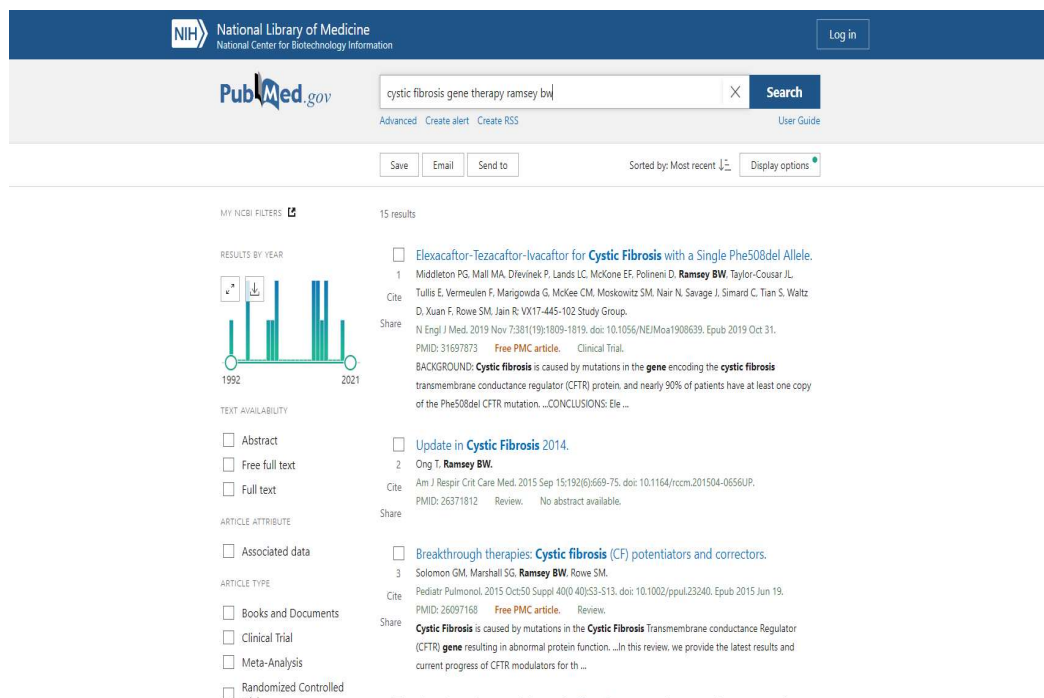 NIH
National Library of Medicine
National Center for Biotechnology Information
Log in
PubMed.gov
cystic fibrosis gene therapy ramsey bw
Search
Advanced Create alert Create RSS
User Guide
Save Email Send to
Sorted by: Most recent
Display options
MY NCBI FILTERS
15 results
RESULTS BY YEAR
1992 2021
TEXT AVAILABILITY
Abstract
Free full text
Full text
ARTICLE ATTRIBUTE
Associated data
ARTICLE TYPE
Books and Documents
Clinical Trial
Meta-Analysis
Randomized Controlled
1
Cite
Share
Elexacaftor-Tezacaftor-Ivacaftor for Cystic Fibrosis with a Single Phe508del Allele.
Middleton PG, Mall MA, Dřevínek P, Lands LC, McKone EF, Polineni D, Ramsey BW, Taylor-Cousar JL,
Tullis E, Vermeulen F, Marigowda G, McKee CM, Moskowitz SM, Nair N, Savage J, Simard C, Tian S, Waltz
D, Xuan F, Rowe SM, Jain R; VX17-445-102 Study Group.
N Engl J Med. 2019 Nov 7;381(19):1809-1819. doi: 10.1056/NEJMoa1908639. Epub 2019 Oct 31.
PMID: 31697873 Free PMC article. Clinical Trial.
BACKGROUND: Cystic fibrosis is caused by mutations in the gene encoding the cystic fibrosis
transmembrane conductance regulator (CFTR) protein, and nearly 90% of patients have at least one copy
of the Phe508del CFTR mutation. ...CONCLUSIONS: Ele ...
2
Cite
Share
Update in Cystic Fibrosis 2014.
Ong T, Ramsey BW.
Am J Respir Crit Care Med. 2015 Sep 15;192(6):669-75. doi: 10.1164/rccm.201504-0656UP.
PMID: 26371812 Review. No abstract available.
3
Cite
Share
Breakthrough therapies: Cystic fibrosis (CF) potentiators and correctors.
Solomon GM, Marshall SG, Ramsey BW, Rowe SM.
Pediatr Pulmonol. 2015 Oct;50 Suppl 40(0 40):S3-S13. doi: 10.1002/ppul.23240. Epub 2015 Jun 19.
PMID: 26097168 Free PMC article. Review.
Cystic Fibrosis is caused by mutations in the Cystic Fibrosis Transmembrane conductance Regulator
(CFTR) gene resulting in abnormal protein function. ...In this review, we provide the latest results and
current progress of CFTR modulators for th ...